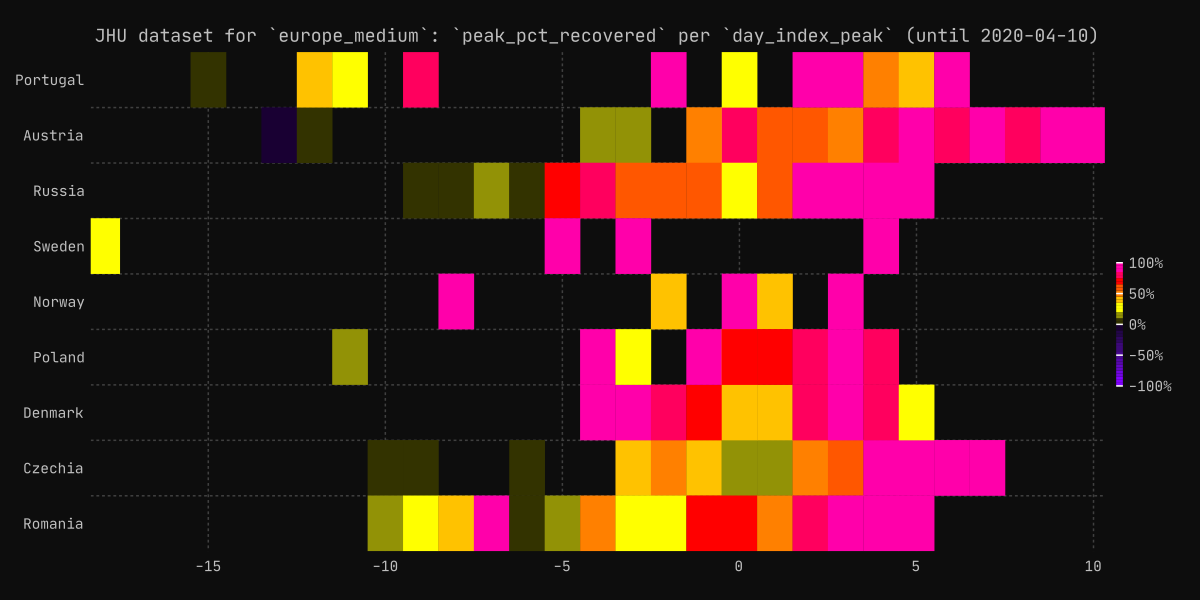 JHU dataset for `europe_medium`: `peak_pct_recovered` per `day_index_peak` (until 2020-04-10)
Portugal
Austria
Russia
Sweden
Norway
Poland
Denmark
Czechia
Romania
−15
−10
−5
0
5
10
100%
50%
0%
−50%
−100%